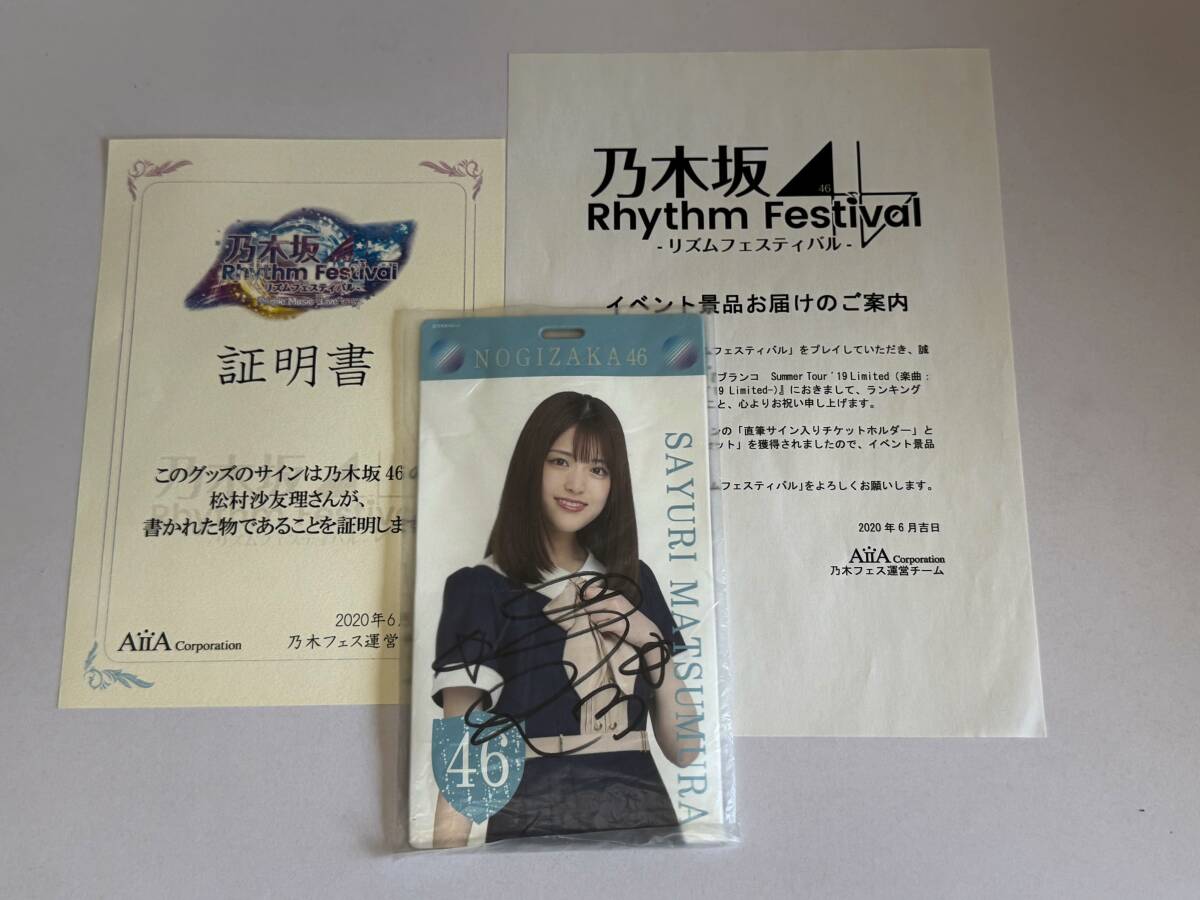 乃木坂46
Rhythm Festival
-リズムフェスティバル-
証明書
このグッズのサインは乃木坂46の
松村沙友理さんが、
書かれた物であることを証明しま
2020年6
AiiA Corporation
乃木フェス運営
乃木坂46
Rhythm Festival
-リズムフェスティバル-
イベント景品お届けのご案内
フェスティバル」をプレイしていただき、誠
ブランコ Summer Tour '19 Limited (楽曲:
19 Limited-)』におきまして、ランキング
こと、心よりお祝い申し上げます。
ンの「直筆サイン入りチケットホルダー」と
ット」を獲得されましたので、イベント景品
フェスティバル」をよろしくお願いします。
2020年6月吉日
AiiA Corporation
乃木フェス運営チーム
NOGIZAKA46
SAYURI MATSUMURA
46